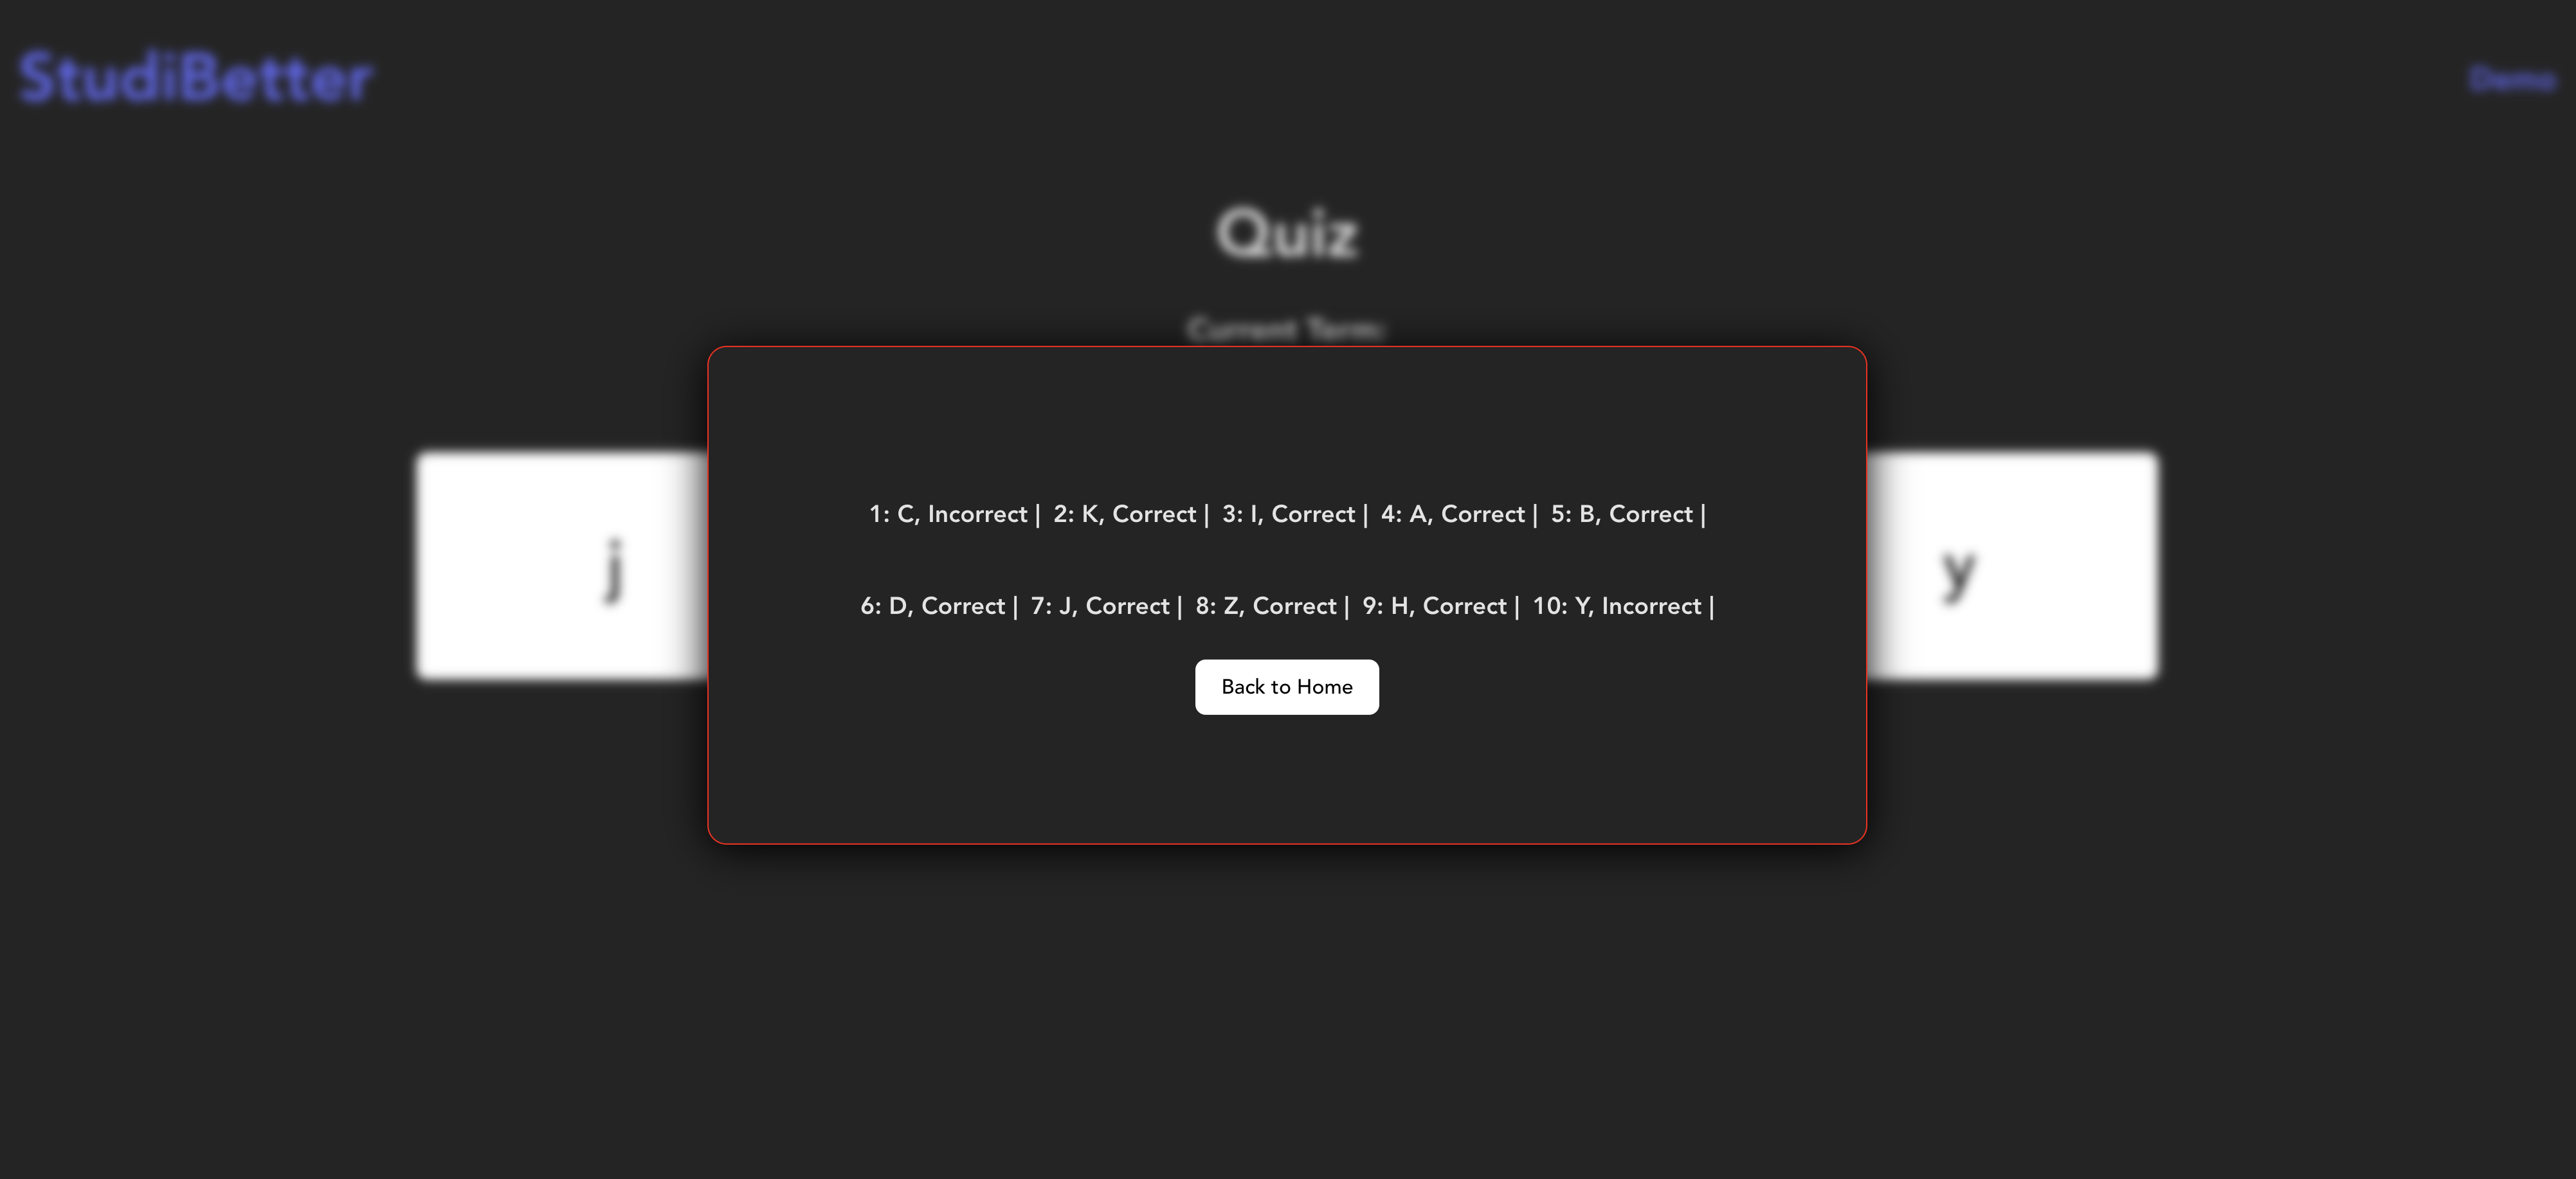 StudiBetter
Demo
Quiz
Current Term:
j
y
1: C, Incorrect | 2: K, Correct | 3: I, Correct | 4: A, Correct | 5: B, Correct |
6: D, Correct | 7: J, Correct | 8: Z, Correct | 9: H, Correct | 10: Y, Incorrect |
Back to Home